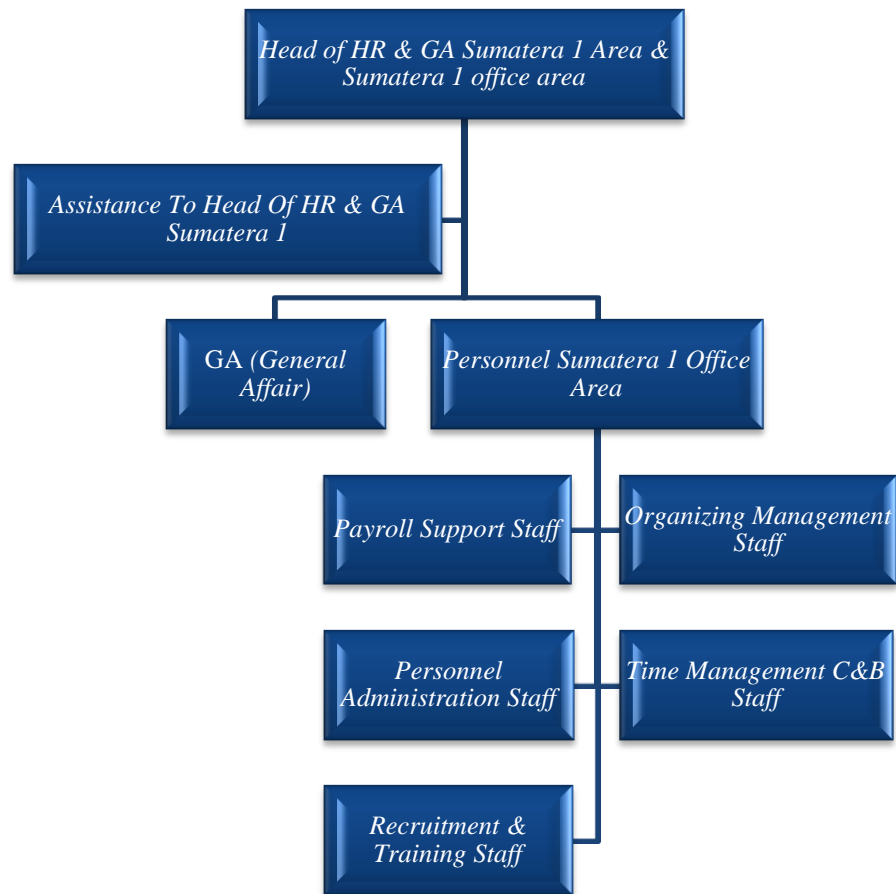 Head of HR & GA Sumatera 1 Area &
Sumatera 1 office area
Assistance To Head Of HR & GA
Sumatera 1
GA (General
Affair)
Personnel Sumatera 1 Office
Area
Payroll Support Staff
Organizing Management
Staff
Personnel
Administration Staff
Time Management C&B
Staff
Recruitment &
Training Staff